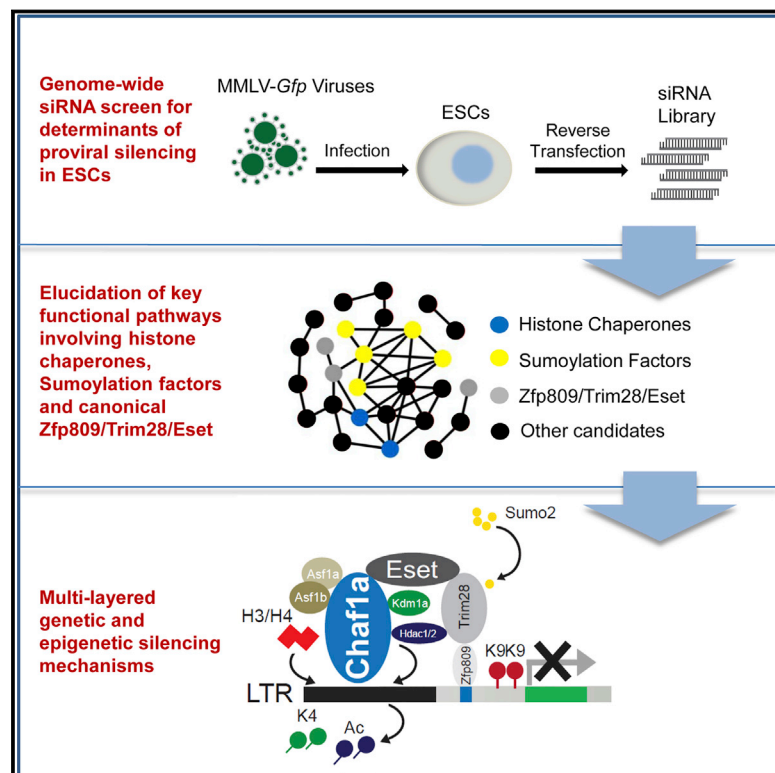 Genome-wide
siRNA screen for
determinants of
proviral silencing
in ESCs
MMLV-Gfp Viruses
Infection
ESCs
Reverse
Transfection
siRNA
Library
Elucidation of key
functional pathways
involving histone
chaperones,
Sumoylation factors
and canonical
Zfp809/Trim28/Eset
Histone Chaperones
Sumoylation Factors
Zfp809/Trim28/Eset
Other candidates
Multi-layered
genetic and
epigenetic silencing
mechanisms
Sumo2
Eset
Asf1a
Asf1b
Chaf1a
Kdm1a
Hdac1/2
Trim28
Zfp809
H3/H4
K9K9
LTR
K4
Ac